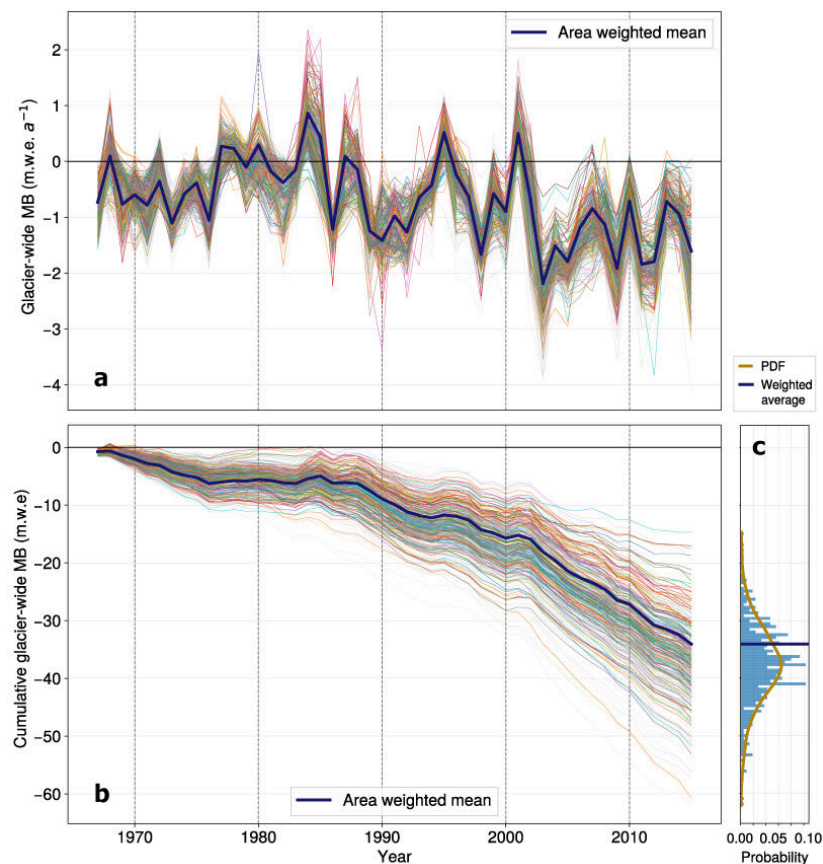 Area weighted mean
Glacier-wide MB (m.w.e. a⁻¹)
2
1
0
−1
−2
−3
−4
a
PDF
Weighted
average
Cumulative glacier-wide MB (m.w.e)
0
−10
−20
−30
−40
−50
−60
b
Area weighted mean
1970
1980
1990
2000
2010
Year
c
0.00 0.05 0.10
Probability